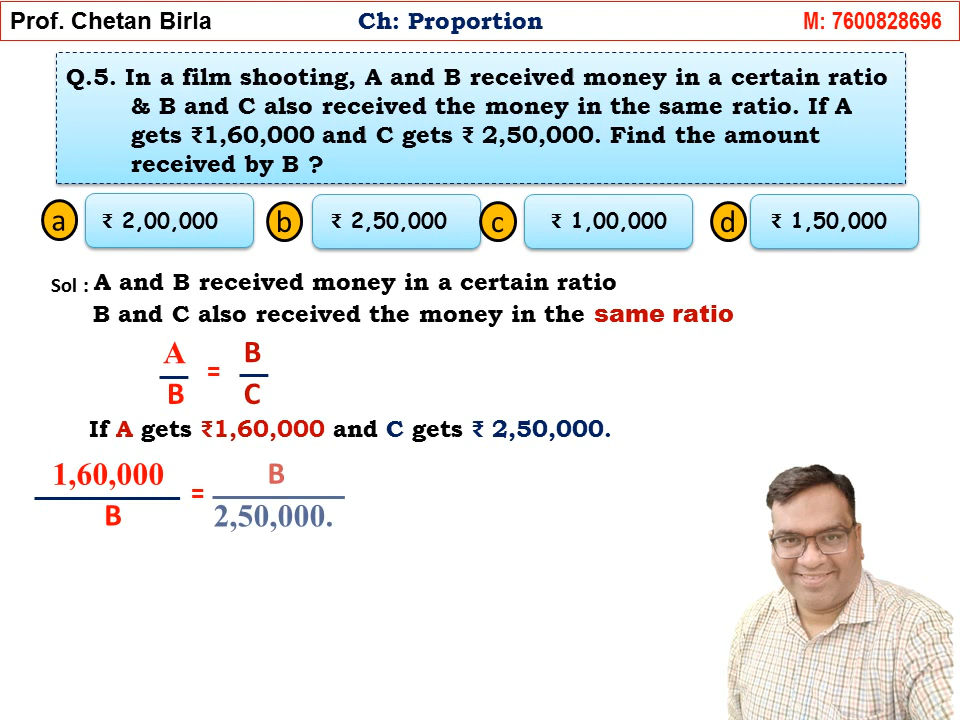 Prof. Chetan Birla Ch: Proportion M: 7600828696
Q.5. In a film shooting, A and B received money in a certain ratio
& B and C also received the money in the same ratio. If A
gets ₹1,60,000 and C gets ₹ 2,50,000. Find the amount
received by B ?
a ₹ 2,00,000 b ₹ 2,50,000 c ₹ 1,00,000 d ₹ 1,50,000
Sol : A and B received money in a certain ratio
B and C also received the money in the same ratio
A B
=
B C
If A gets ₹1,60,000 and C gets ₹ 2,50,000.
1,60,000 B
=
B 2,50,000.